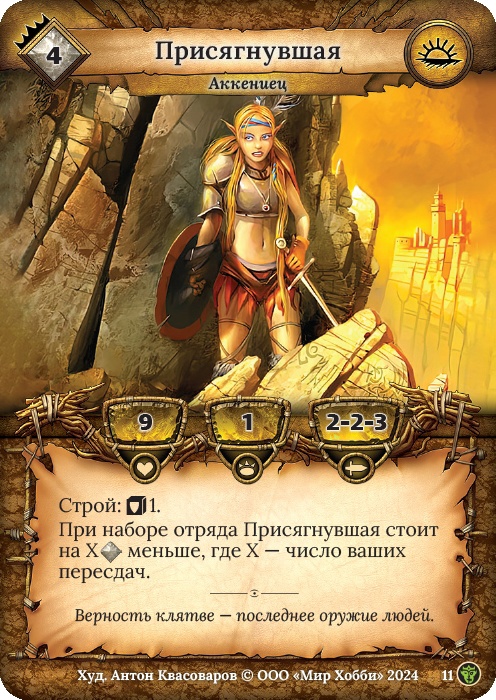 4
Присягнувшая
Аккениец
9
1
2-2-3
Строй: 1.
При наборе отряда Присягнувшая стоит
на X меньше, где X — число ваших
пересдач.
Верность клятве — последнее оружие людей.
Худ. Антон Квасоваров © ООО «Мир Хобби» 2024
11